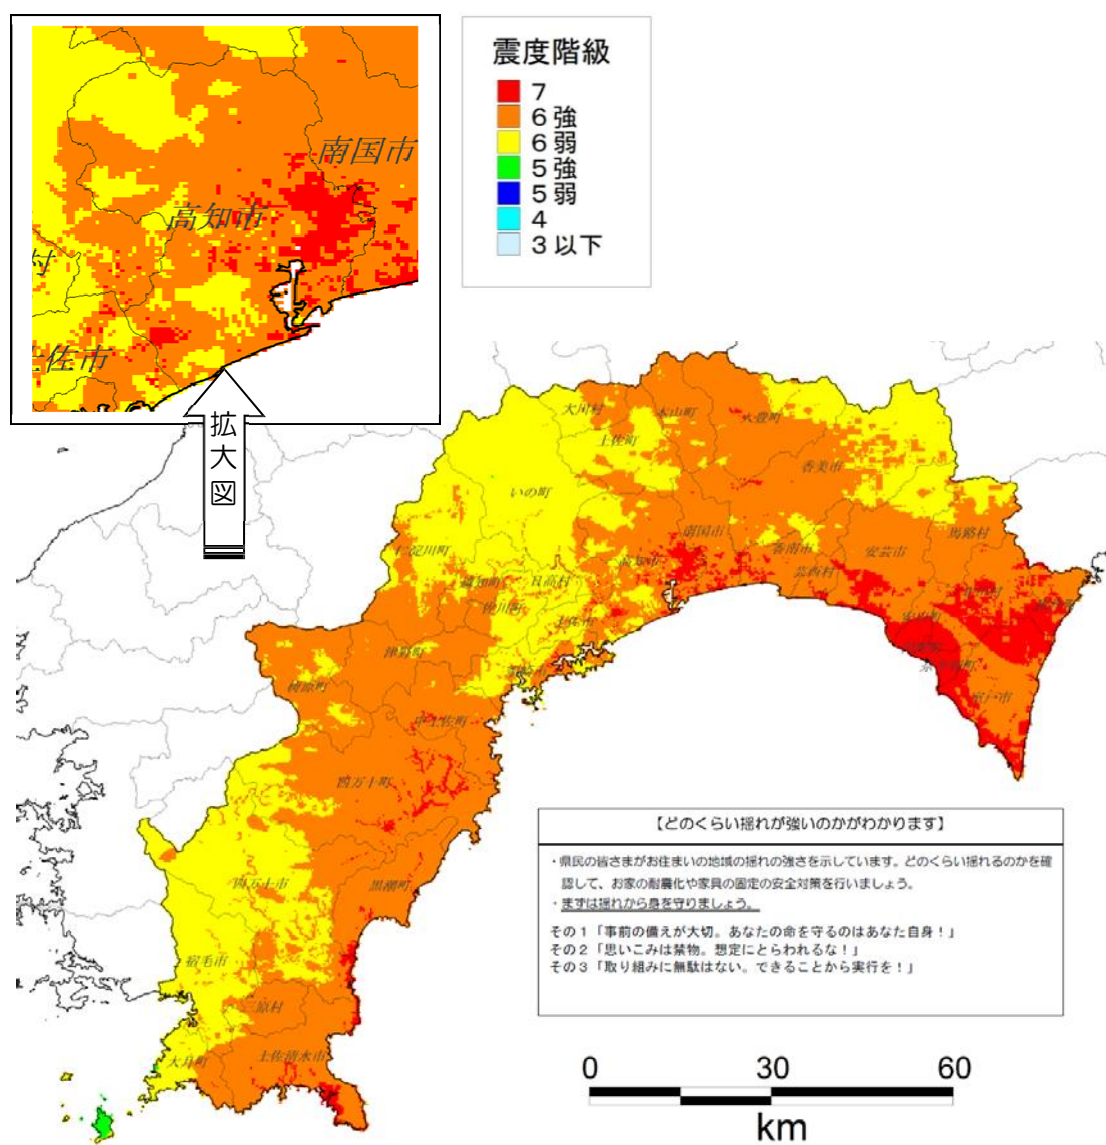 震度階級
7
6強
6弱
5強
5弱
4
3以下
南国市
高知市
村
土佐市
拡大図
大川村
本山町
大豊町
土佐町
香美市
いの町
南国市
馬路村
仁淀川町
香南市
安芸市
高知市
芸西村
越知町
日高村
佐川町
北川村
東洋町
土佐市
安田町
田野町
津野町
須崎市
奈半利町
梼原町
室戸市
中土佐町
四万十町
四万十市
黒潮町
宿毛市
三原村
大月町
土佐清水市
【どのくらい揺れが強いのかがわかります】
・県民の皆さまがお住まいの地域の揺れの強さを示しています。どのくらい揺れるのかを確
認して、お家の耐震化や家具の固定の安全対策を行いましょう。
・まずは揺れから身を守りましょう。
その1「事前の備えが大切。あなたの命を守るのはあなた自身!」
その2「思いこみは禁物。想定にとらわれるな!」
その3「取り組みに無駄はない。できることから実行を!」
0 30 60
km